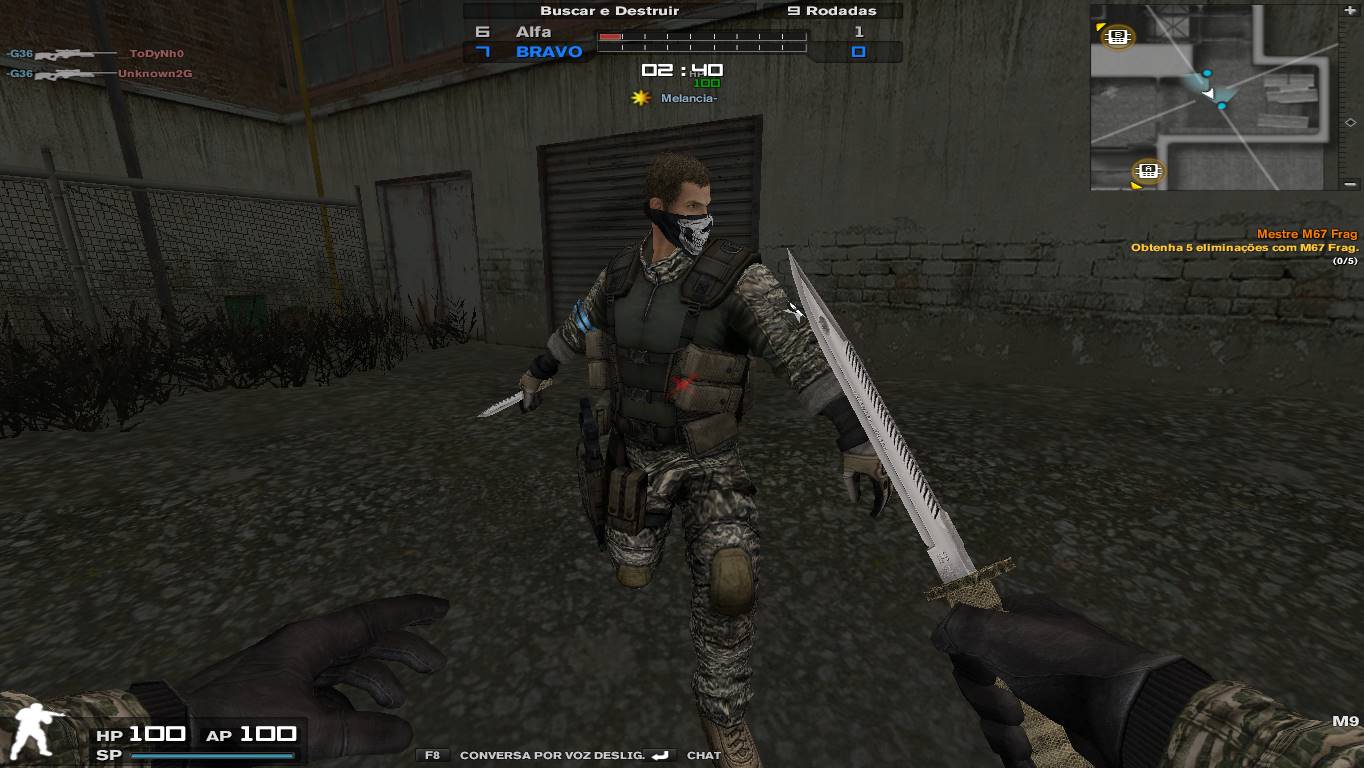 Buscar e Destruir
9 Rodadas
6 Alfa 1
7 BRAVO 0
02:40
100
Melancia-
-G36 _ToDyNh0
-G36 Unknown2G
Mestre M67 Frag
Obtenha 5 eliminações com M67 Frag.
(0/5)
M9
HP 100 AP 100
SP
F8 CONVERSA POR VOZ DESLIG. CHAT